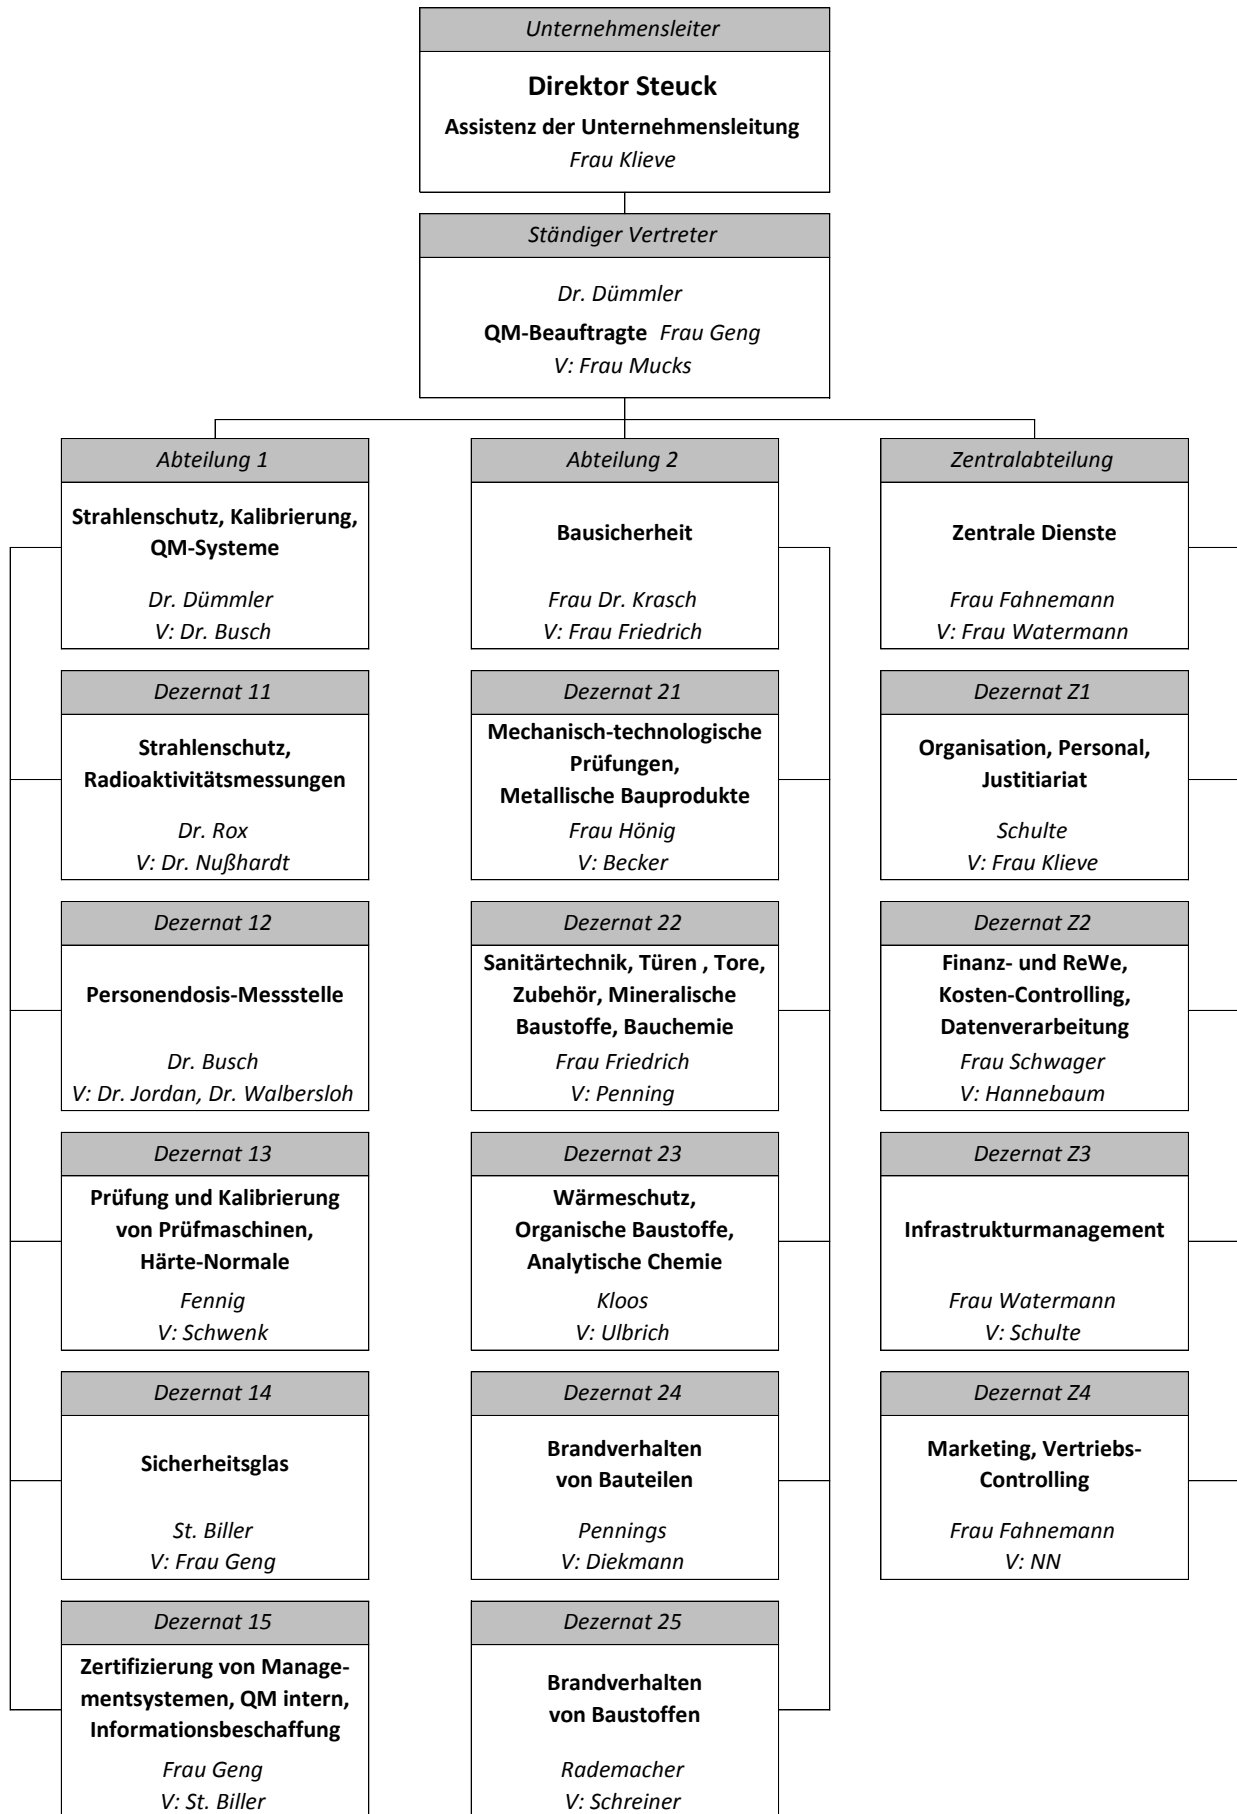 Unternehmensleiter
Direktor Steuck
Assistenz der Unternehmensleitung
Frau Klieve
Ständiger Vertreter
Dr. Dümmler
QM-Beauftragte Frau Geng
V: Frau Mucks
Abteilung 1
Strahlenschutz, Kalibrierung,
QM-Systeme
Dr. Dümmler
V: Dr. Busch
Dezernat 11
Strahlenschutz,
Radioaktivitätsmessungen
Dr. Rox
V: Dr. Nußhardt
Dezernat 12
Personendosis-Messstelle
Dr. Busch
V: Dr. Jordan, Dr. Walbersloh
Dezernat 13
Prüfung und Kalibrierung
von Prüfmaschinen,
Härte-Normale
Fennig
V: Schwenk
Dezernat 14
Sicherheitsglas
St. Biller
V: Frau Geng
Dezernat 15
Zertifizierung von Manage-
mentsystemen, QM intern,
Informationsbeschaffung
Frau Geng
V: St. Biller
Abteilung 2
Bausicherheit
Frau Dr. Krasch
V: Frau Friedrich
Dezernat 21
Mechanisch-technologische
Prüfungen,
Metallische Bauprodukte
Frau Hönig
V: Becker
Dezernat 22
Sanitärtechnik, Türen , Tore,
Zubehör, Mineralische
Baustoffe, Bauchemie
Frau Friedrich
V: Penning
Dezernat 23
Wärmeschutz,
Organische Baustoffe,
Analytische Chemie
Kloos
V: Ulbrich
Dezernat 24
Brandverhalten
von Bauteilen
Pennings
V: Diekmann
Dezernat 25
Brandverhalten
von Baustoffen
Rademacher
V: Schreiner
Zentralabteilung
Zentrale Dienste
Frau Fahnemann
V: Frau Watermann
Dezernat Z1
Organisation, Personal,
Justitiariat
Schulte
V: Frau Klieve
Dezernat Z2
Finanz- und ReWe,
Kosten-Controlling,
Datenverarbeitung
Frau Schwager
V: Hannebaum
Dezernat Z3
Infrastrukturmanagement
Frau Watermann
V: Schulte
Dezernat Z4
Marketing, Vertriebs-
Controlling
Frau Fahnemann
V: NN